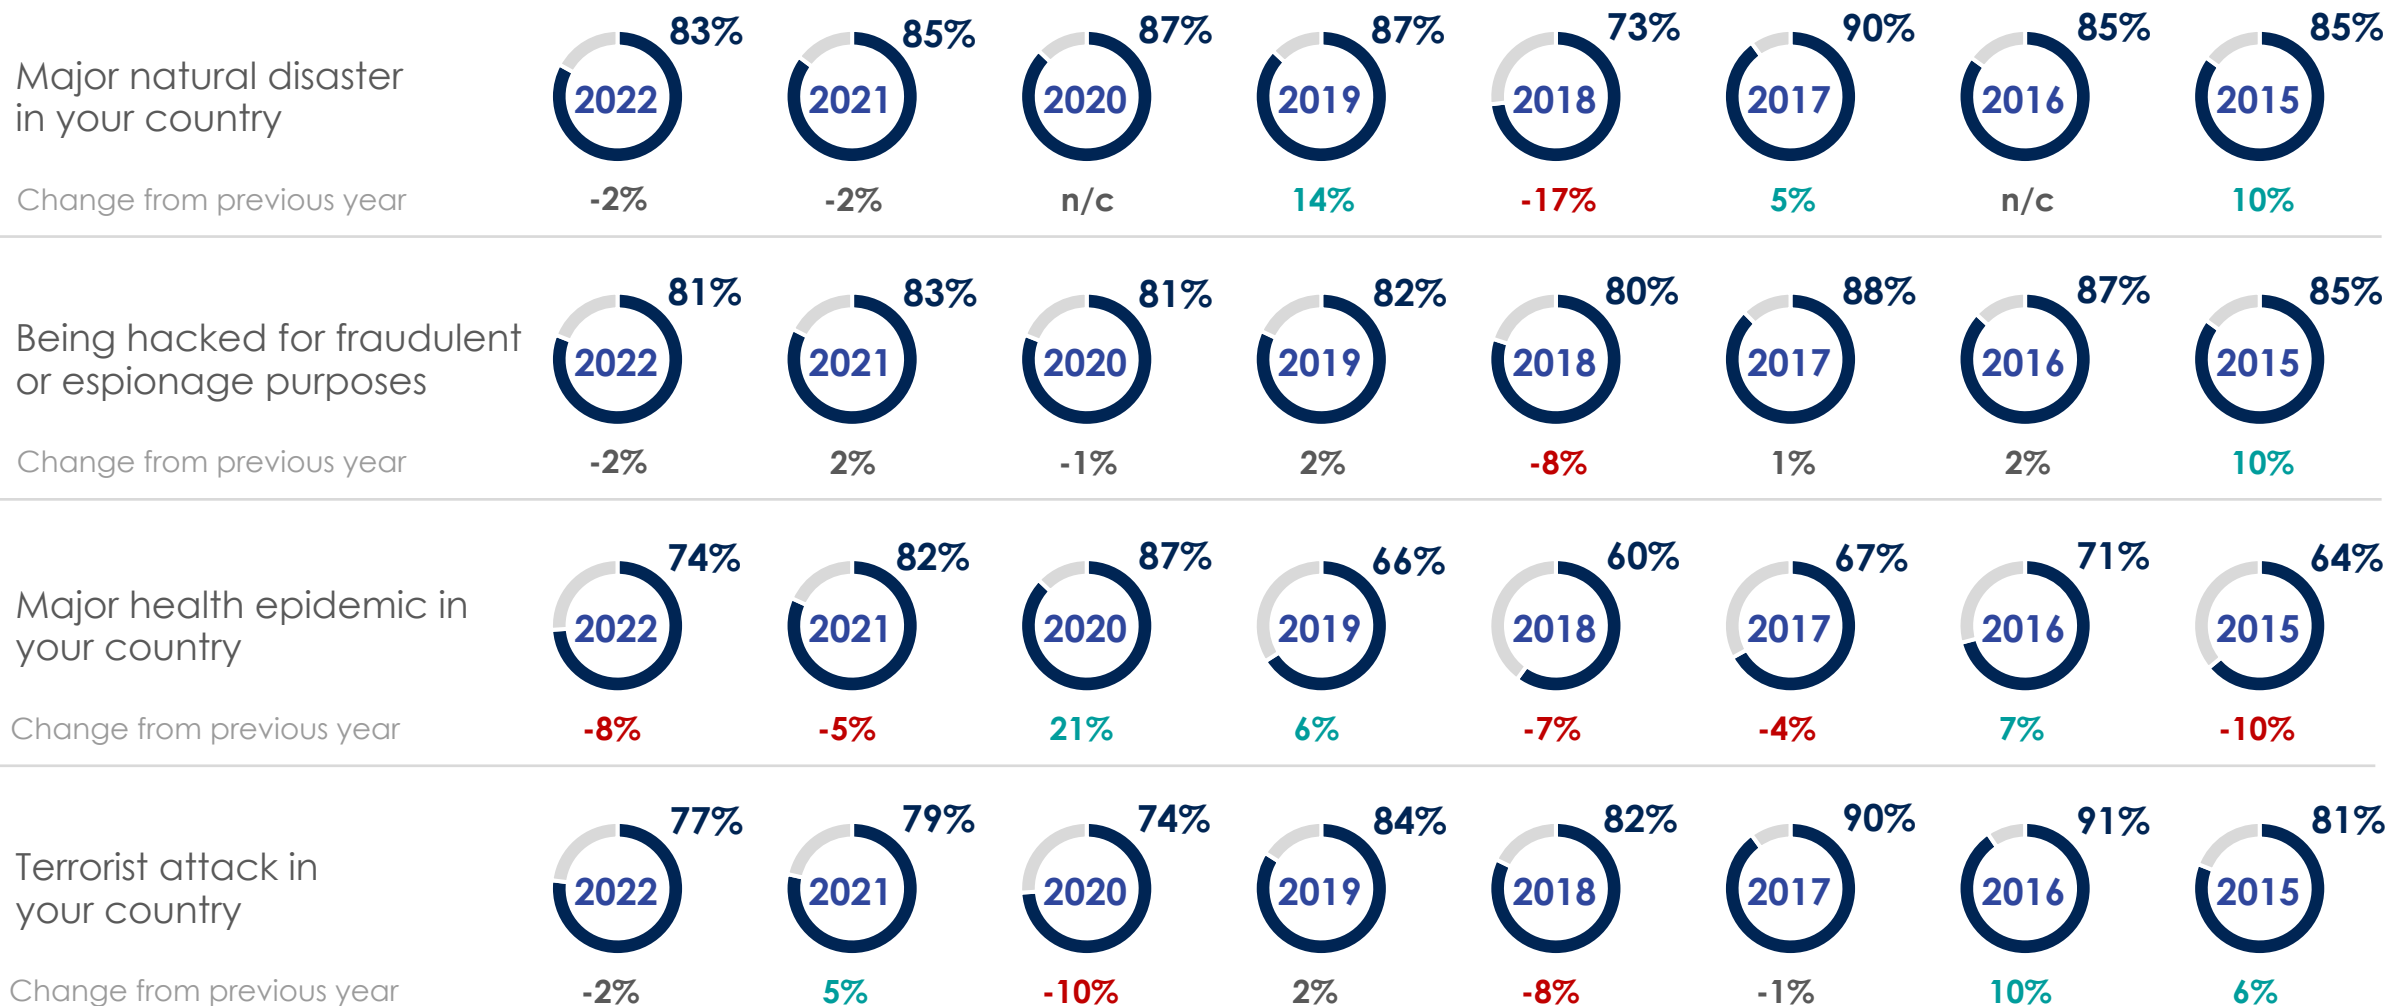 83% 85% 87% 87% 73% 90% 85% 85%
Major natural disaster
in your country
2022 2021 2020 2019 2018 2017 2016 2015
Change from previous year -2% -2% n/c 14% -17% 5% n/c 10%
81% 83% 81% 82% 80% 88% 87% 85%
Being hacked for fraudulent
or espionage purposes
2022 2021 2020 2019 2018 2017 2016 2015
Change from previous year -2% 2% -1% 2% -8% 1% 2% 10%
74% 82% 87% 66% 60% 67% 71% 64%
Major health epidemic in
your country
2022 2021 2020 2019 2018 2017 2016 2015
Change from previous year -8% -5% 21% 6% -7% -4% 7% -10%
77% 79% 74% 84% 82% 90% 91% 81%
Terrorist attack in
your country
2022 2021 2020 2019 2018 2017 2016 2015
Change from previous year -2% 5% -10% 2% -8% -1% 10% 6%